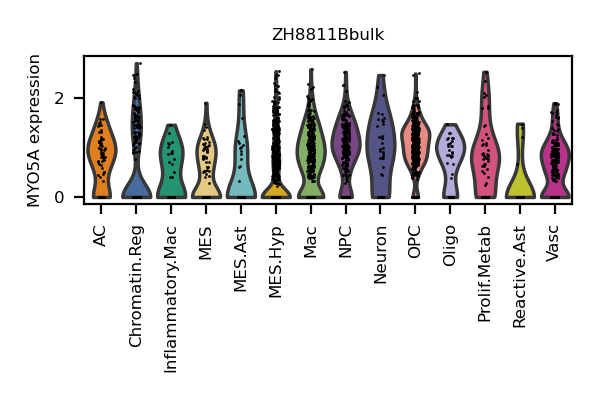 ZH8811Bbulk
MYO5A expression
2
0
AC
Chromatin.Reg
Inflammatory.Mac
MES
MES.Ast
MES.Hyp
Mac
NPC
Neuron
OPC
Oligo
Prolif.Metab
Reactive.Ast
Vasc